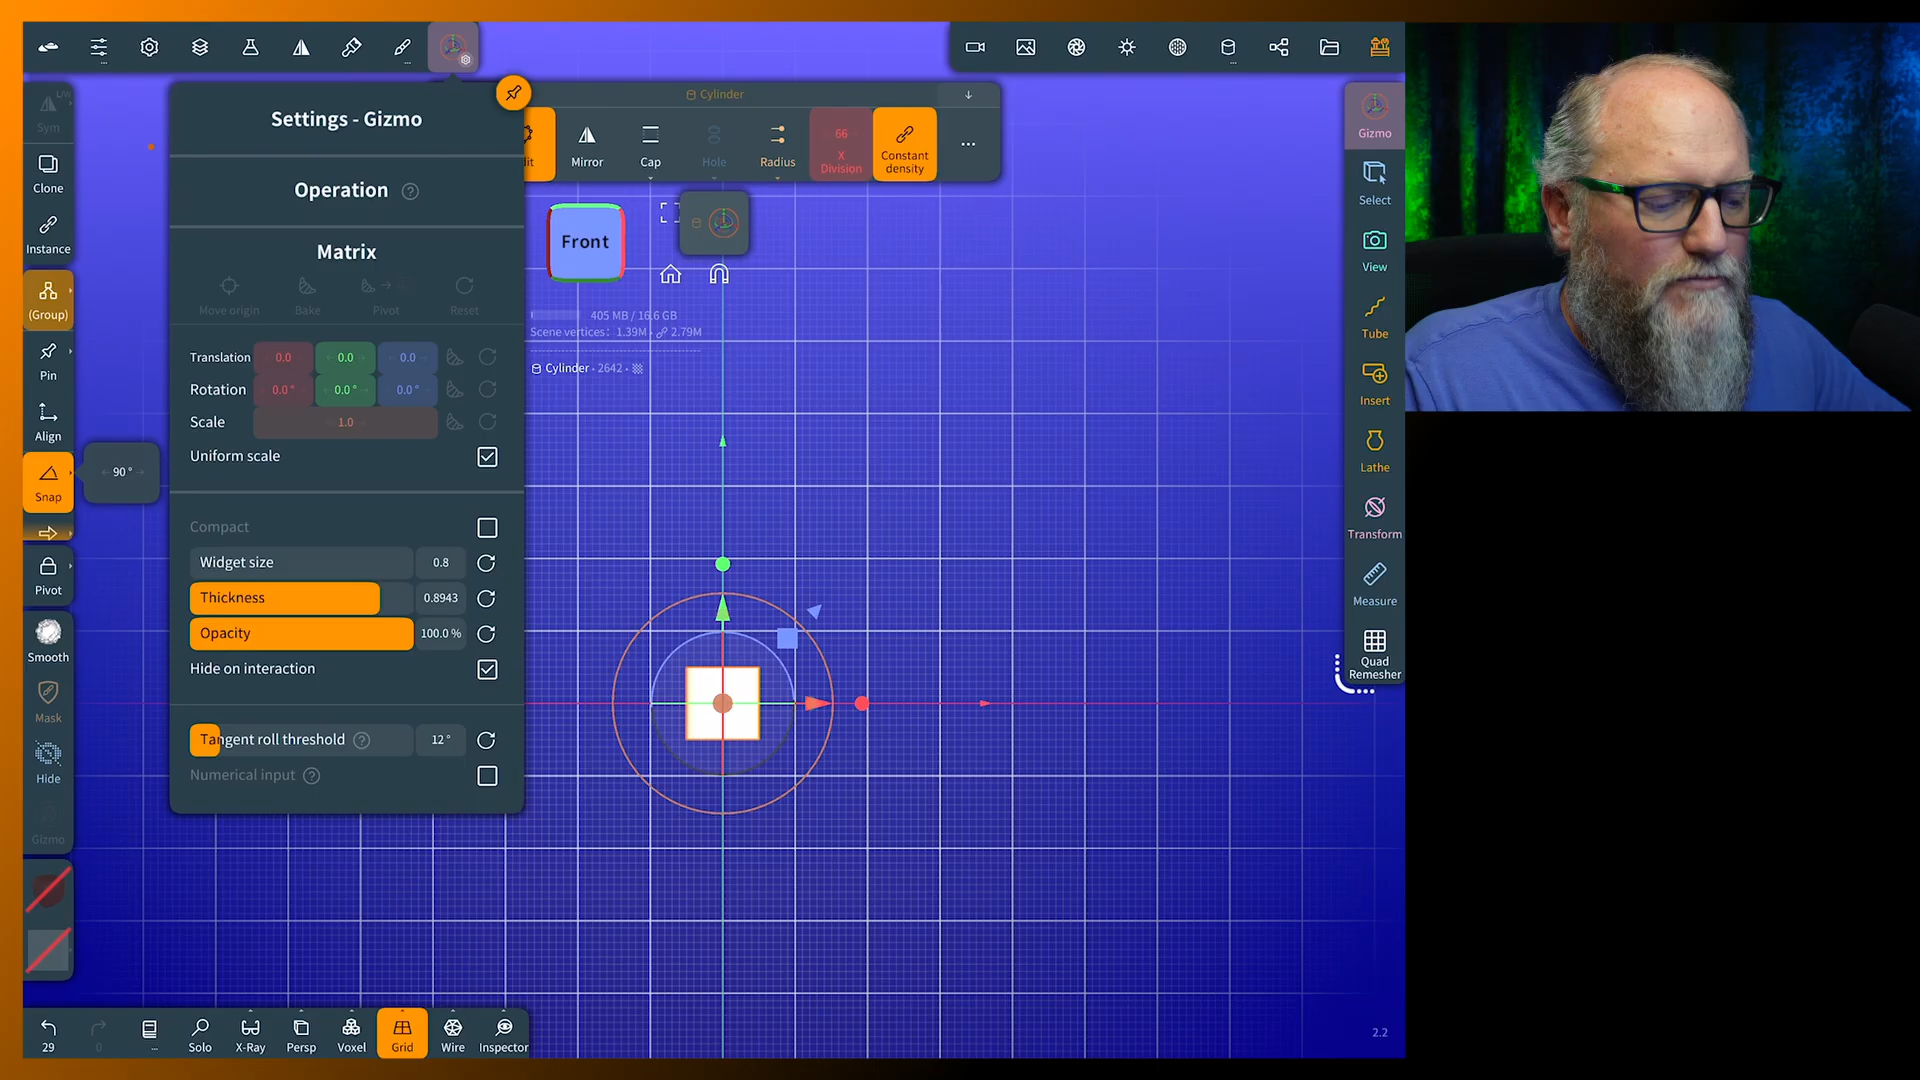 L/W
Sym
Clone
Instance
(Group)
Pin
Align
90 °
Snap
Pivot
Smooth
Mask
Hide
Gizmo
Settings - Gizmo
Operation ?
Matrix
Move origin Bake Pivot Reset
Translation 0.0 0.0 0.0
Rotation 0.0 ° 0.0 ° 0.0 °
Scale 1.0
Uniform scale
Compact
Widget size 0.8
Thickness 0.8943
Opacity 100.0 %
Hide on interaction
Tangent roll threshold ? 12 °
Numerical input ?
Cylinder
it
Mirror
Cap
Hole
Radius
66
X
Division
Constant
density
...
Front
405 MB / 16.6 GB
Scene vertices: 1.39M · 2.79M
Cylinder · 2642 ·
Gizmo
Select
View
Tube
Insert
Lathe
Transform
Measure
Quad
Remesher
29
0
Solo
X-Ray
Persp
Voxel
Grid
Wire
Inspector
2.2